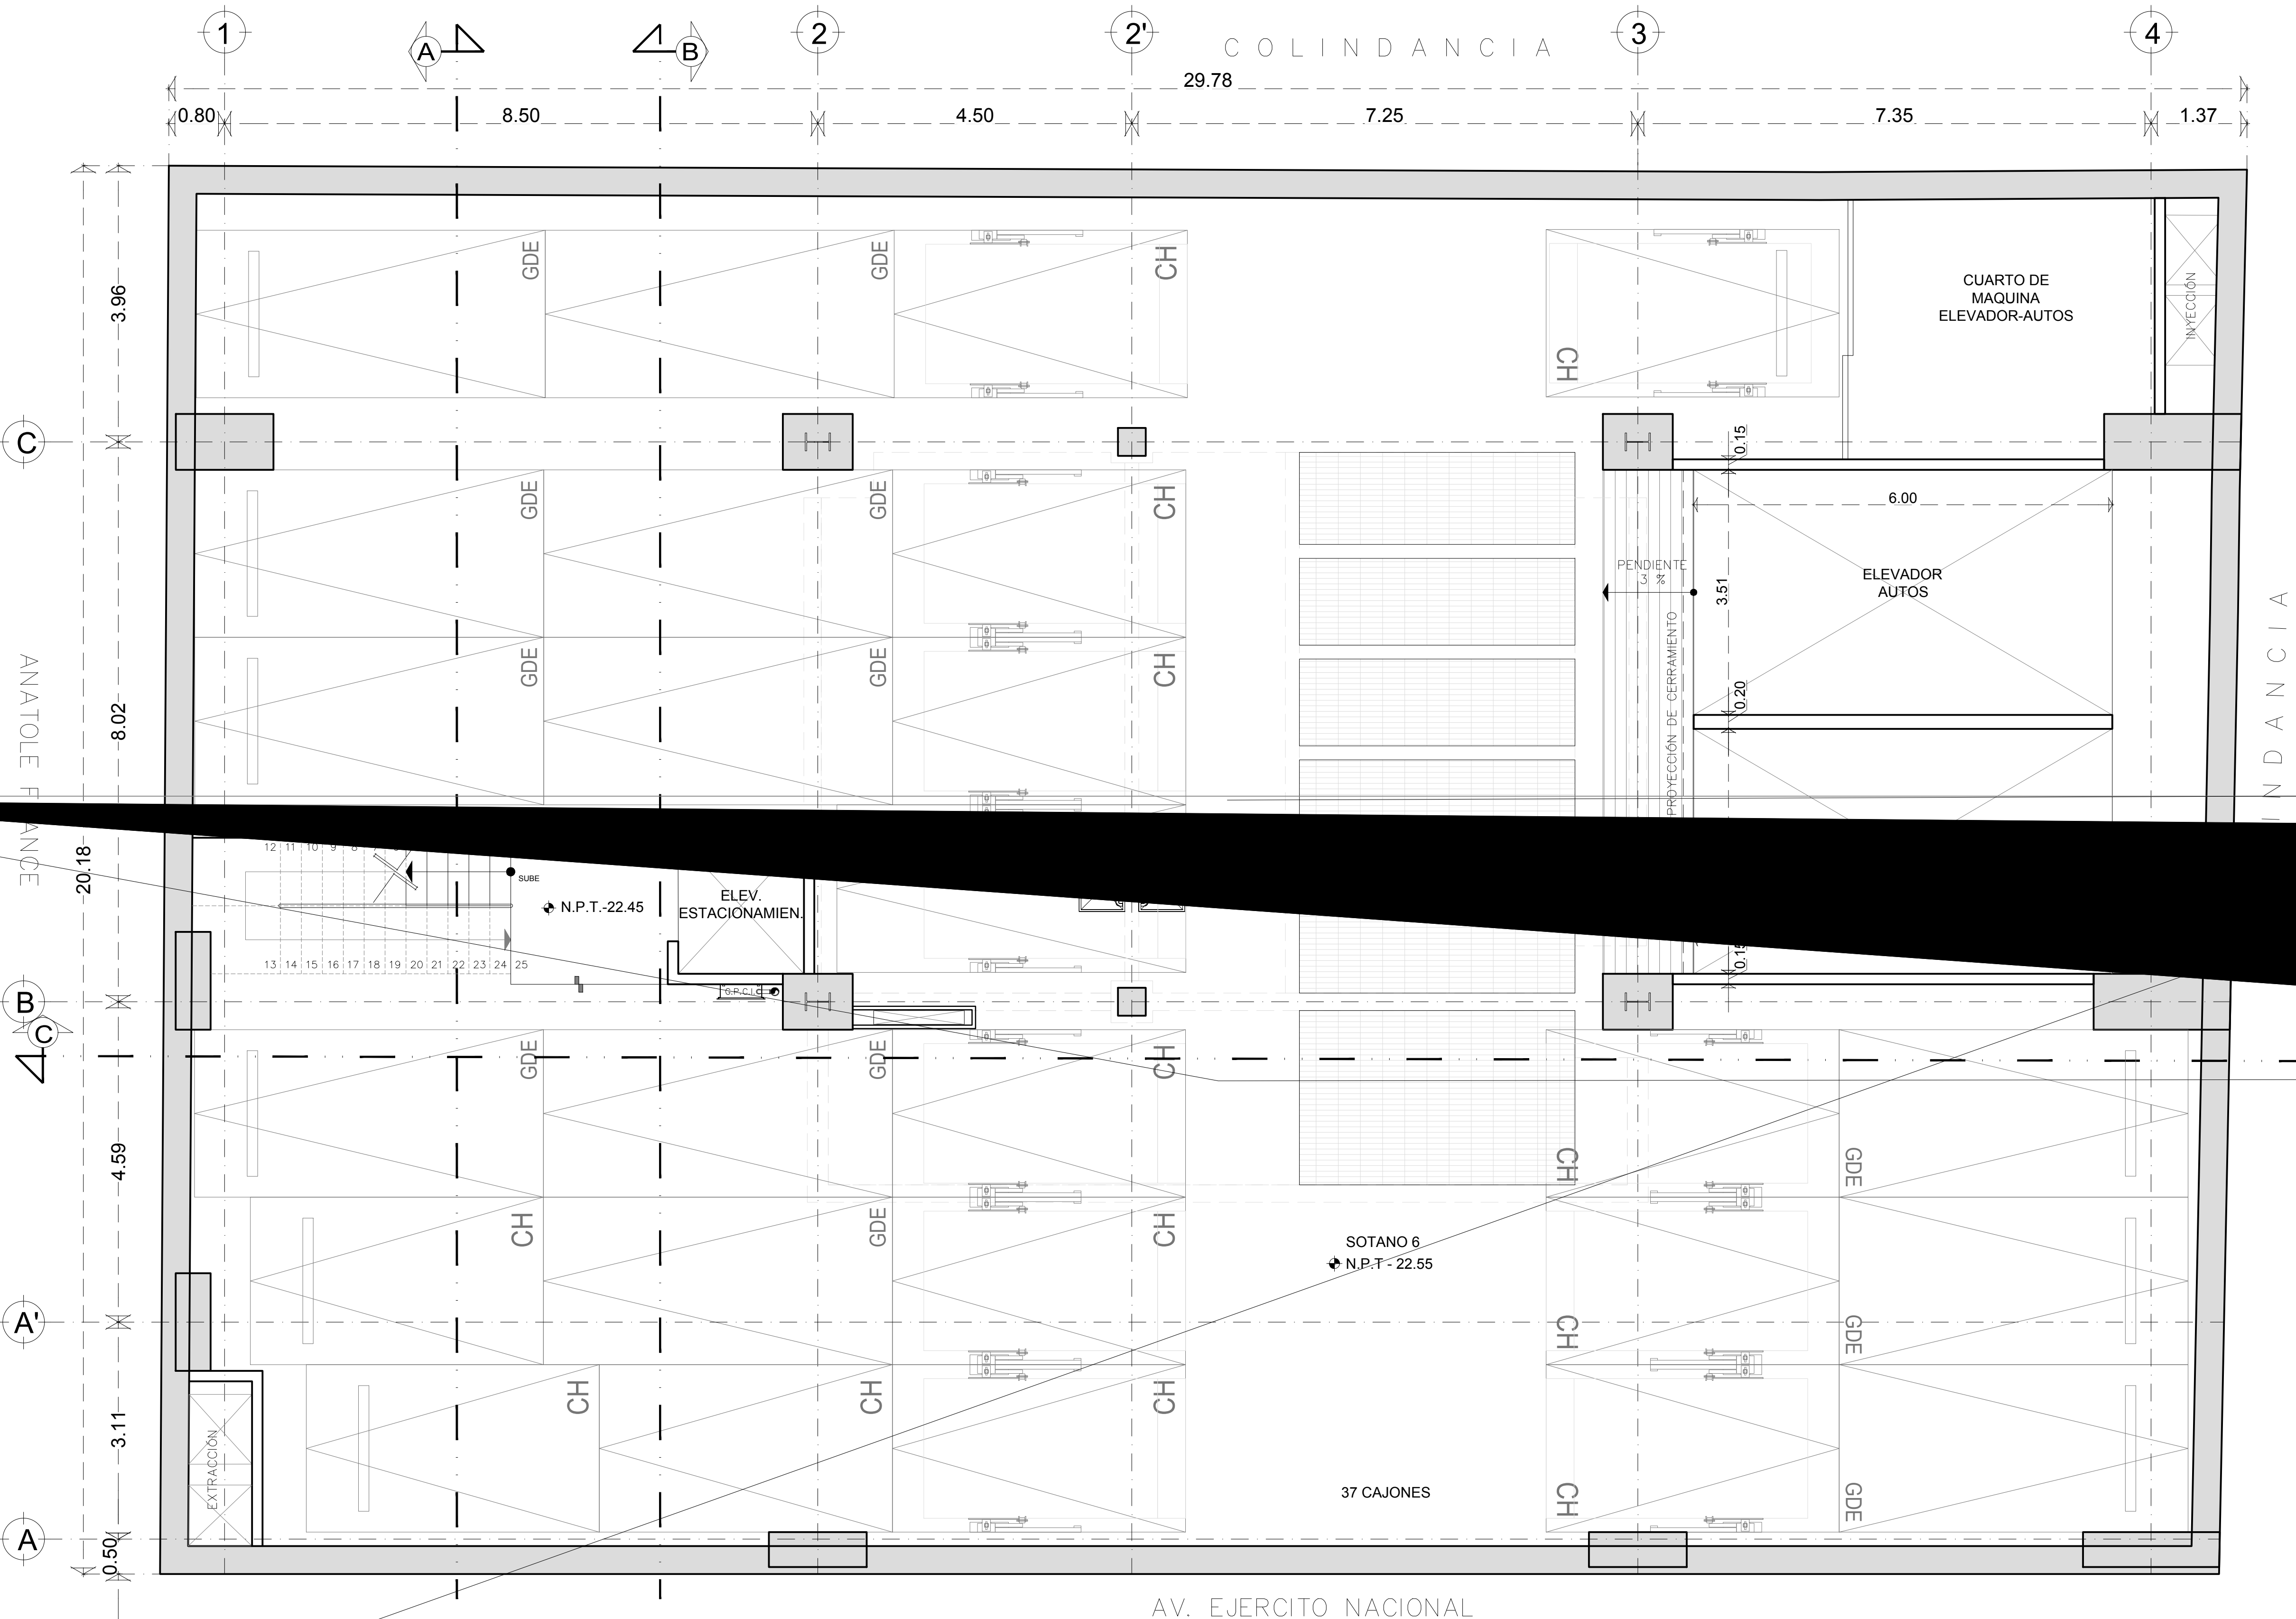 1
A
B
2
2'
3
4
COLINDANCIA
29.78
0.80
8.50
4.50
7.25
7.35
1.37
3.96
GDE
GDE
CH
CH
CUARTO DE
MAQUINA
ELEVADOR-AUTOS
INYECCIÓN
C
0.15
GDE
GDE
CH
6.00
PENDIENTE
3 %
ELEVADOR
AUTOS
3.51
8.02
GDE
GDE
CH
0.20
PROYECCIÓN DE CERRAMIENTO
ANATOLE
INDANCIA
20.18
12 11 10 9 8
SUBE
N.P.T.-22.45
ELEV.
ESTACIONAMIEN.
13 14 15 16 17 18 19 20 21 22 23 24 25
0.15
G.P.C.I.
B
C
GDE
GDE
CH
CH
GDE
4.59
CH
GDE
CH
SOTANO 6
N.P.T - 22.55
A'
CH
GDE
CH
CH
CH
3.11
EXTRACCIÓN
37 CAJONES
CH
GDE
A
0.50
AV. EJERCITO NACIONAL